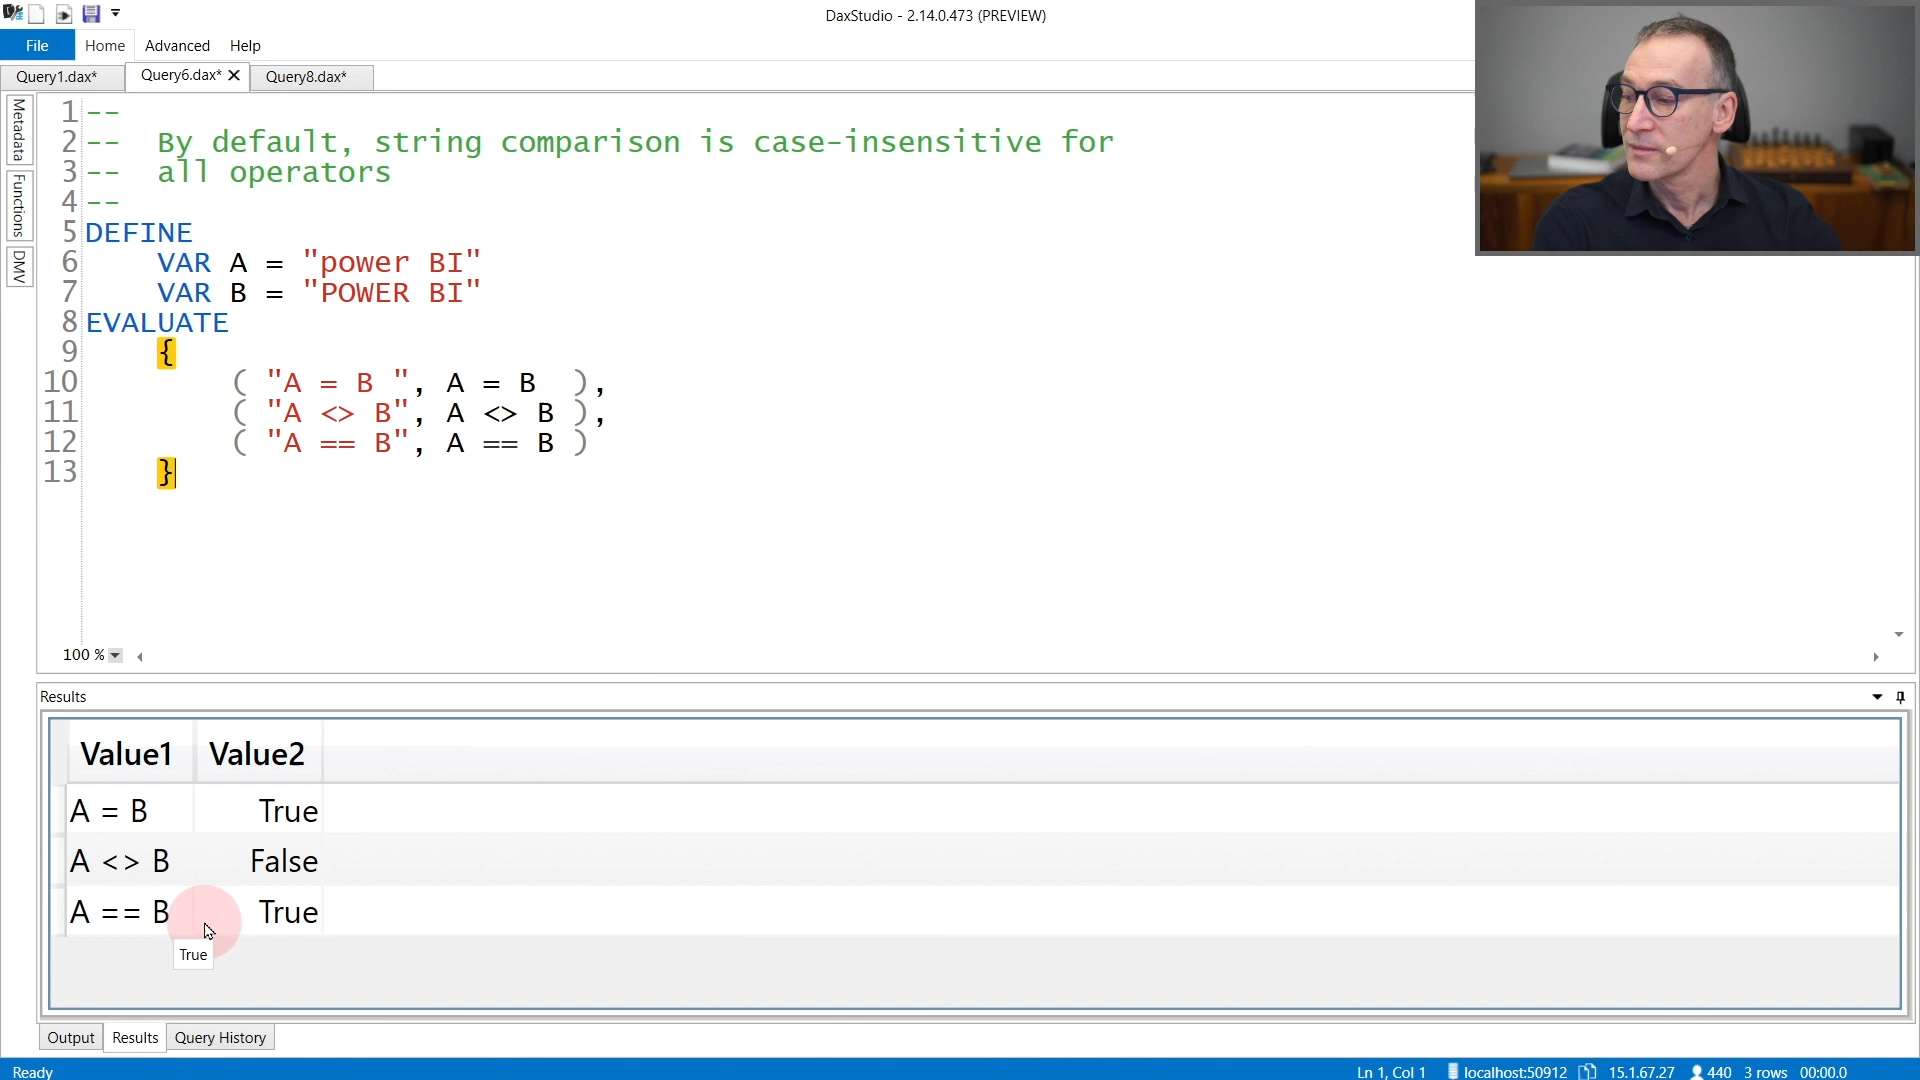 DaxStudio - 2.14.0.473 (PREVIEW)
File Home Advanced Help
Query1.dax* Query6.dax* Query8.dax*
Metadata
Functions
DMV
1 --
2 -- By default, string comparison is case-insensitive for
3 -- all operators
4 --
5 DEFINE
6 VAR A = "power BI"
7 VAR B = "POWER BI"
8 EVALUATE
9 {
10 ( "A = B ", A = B ),
11 ( "A <> B", A <> B ),
12 ( "A == B", A == B )
13 }
100 %
Results
Value1 Value2
A = B True
A <> B False
A == B True
True
Output Results Query History
Ready Ln 1, Col 1 localhost:50912 15.1.67.27 440 3 rows 00:00.0